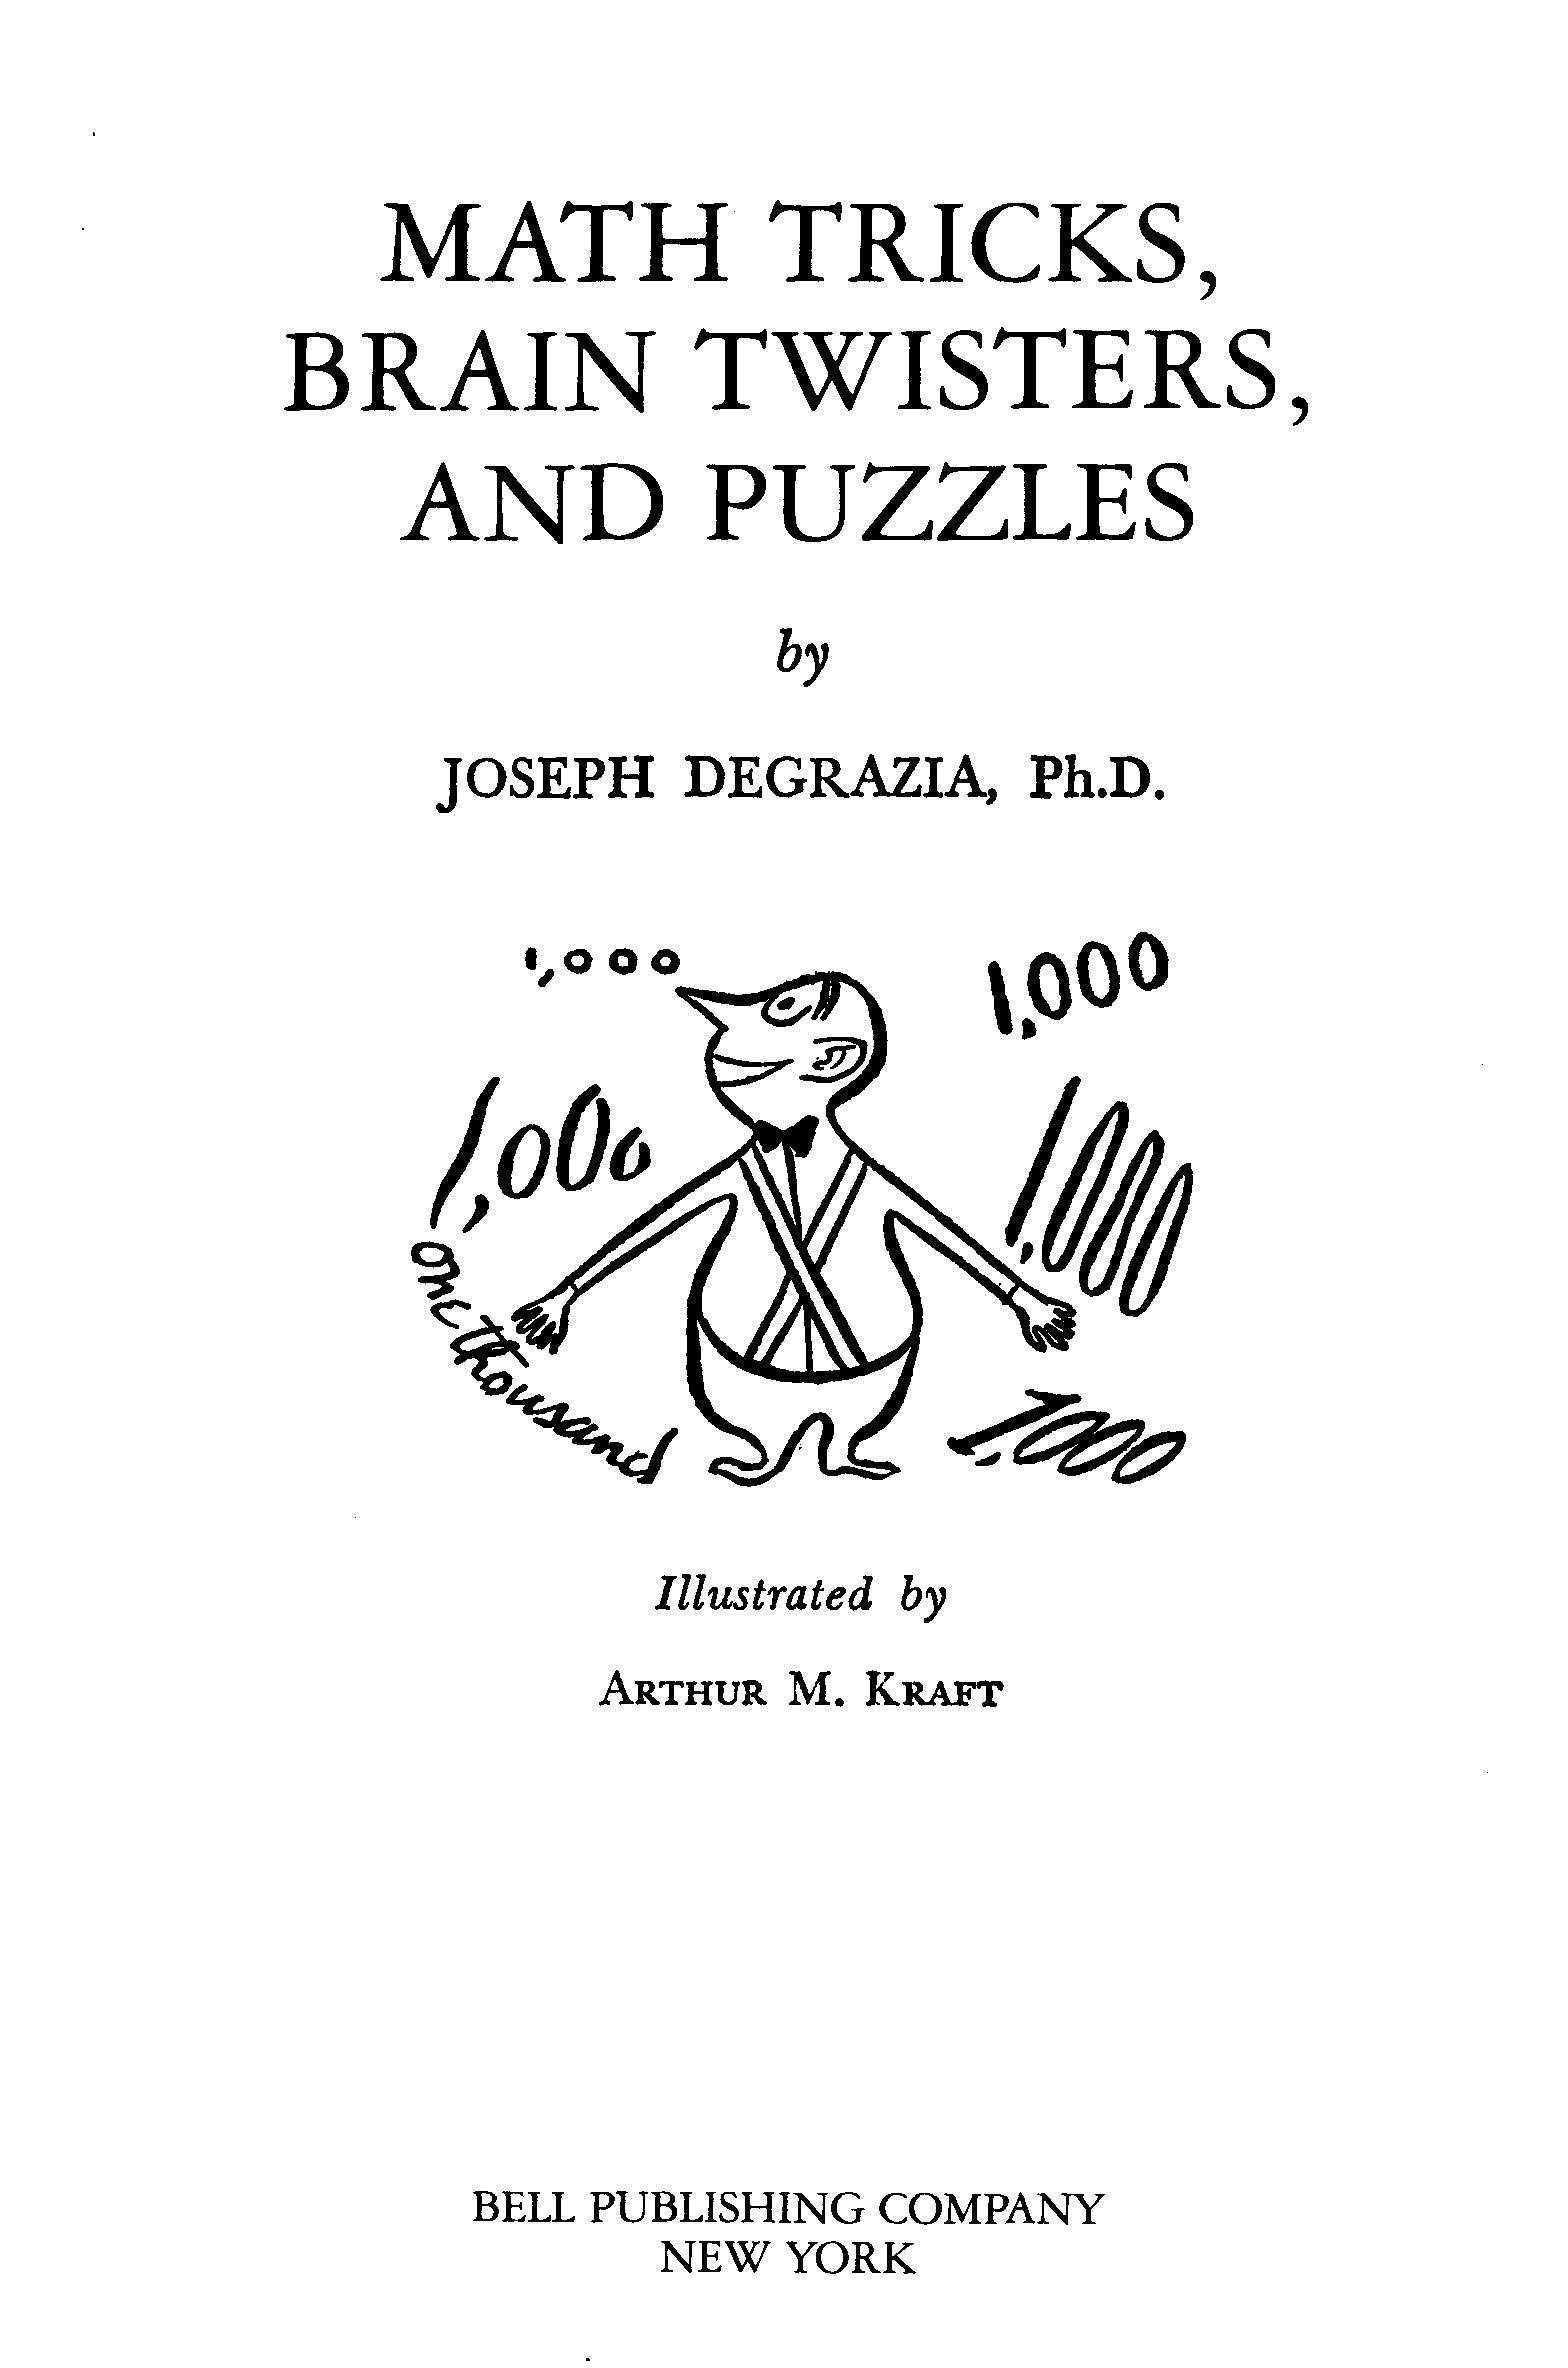 MATH TRICKS,
BRAIN TWISTERS,
AND PUZZLES
by
JOSEPH DEGRAZIA, Ph.D.
1,000
1,000
1,000
1,000
one thousand
1,000
Illustrated by
ARTHUR M. KRAFT
BELL PUBLISHING COMPANY
NEW YORK